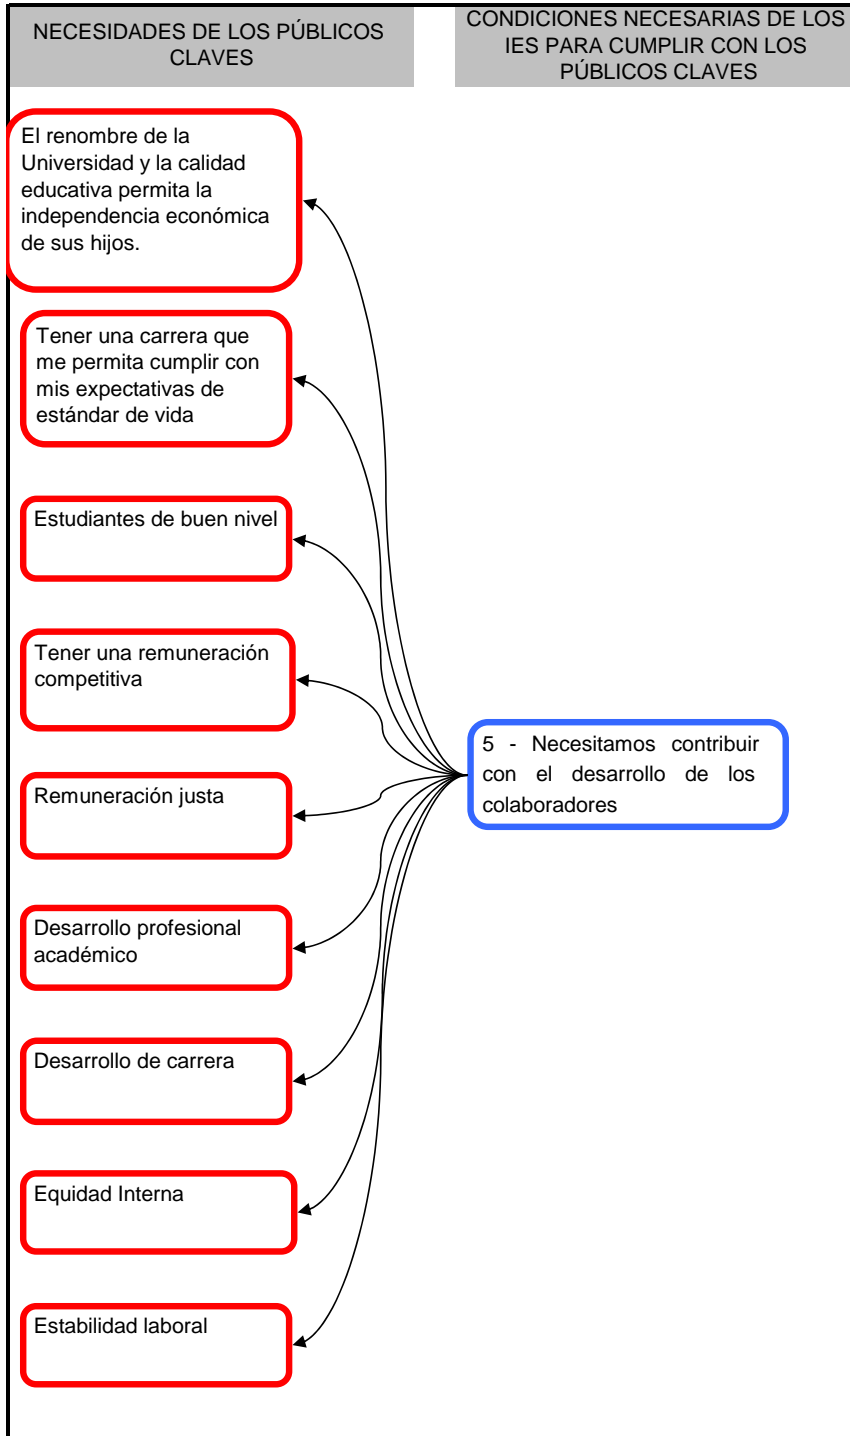 NECESIDADES DE LOS PÚBLICOS
CLAVES
CONDICIONES NECESARIAS DE LOS
IES PARA CUMPLIR CON LOS
PÚBLICOS CLAVES
El renombre de la
Universidad y la calidad
educativa permita la
independencia económica
de sus hijos.
Tener una carrera que
me permita cumplir con
mis expectativas de
estándar de vida
Estudiantes de buen nivel
Tener una remuneración
competitiva
Remuneración justa
Desarrollo profesional
académico
Desarrollo de carrera
Equidad Interna
Estabilidad laboral
5 - Necesitamos contribuir
con el desarrollo de los
colaboradores